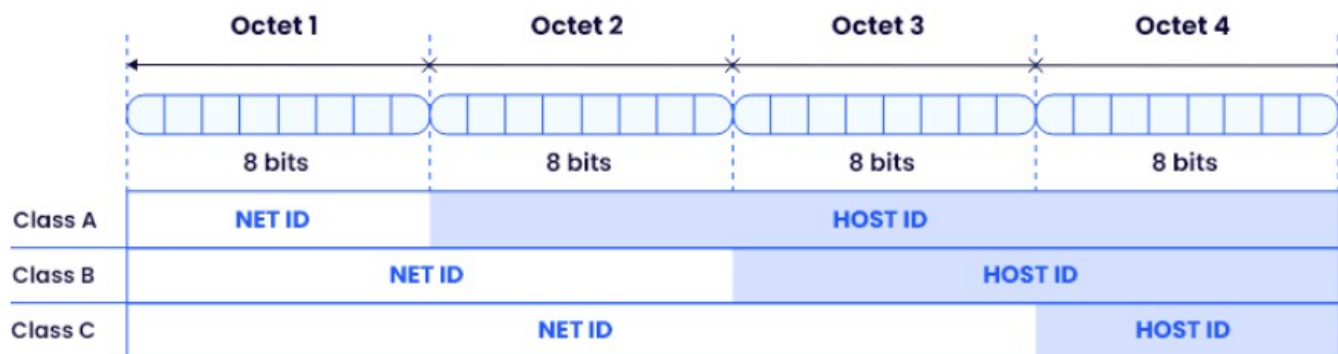 Octet 1 Octet 2 Octet 3 Octet 4
8 bits 8 bits 8 bits 8 bits
Class A NET ID HOST ID
Class B NET ID HOST ID
Class C NET ID HOST ID